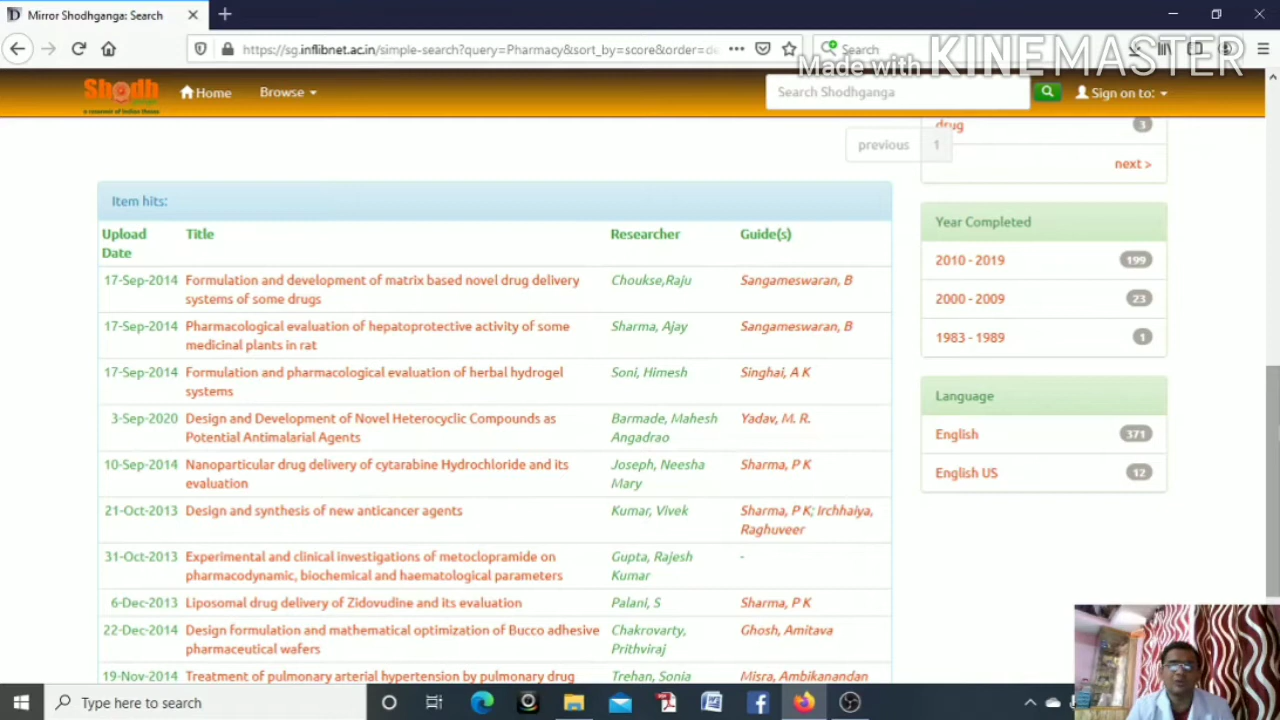 Mirror Shodhganga: Search
https://sg.inflibnet.ac.in/simple-search?query=Pharmacy&sort_by=score&order=de
Search
Made with KINEMASTER
Shodh
a reservoir of Indian theses
Home
Browse
Search Shodhganga
Sign on to:
drug 3
previous 1
next >
Item hits:
Upload Date Title Researcher Guide(s)
17-Sep-2014 Formulation and development of matrix based novel drug delivery Choukse,Raju Sangameswaran, B
systems of some drugs
17-Sep-2014 Pharmacological evaluation of hepatoprotective activity of some Sharma, Ajay Sangameswaran, B
medicinal plants in rat
17-Sep-2014 Formulation and pharmacological evaluation of herbal hydrogel Soni, Himesh Singhai, A K
systems
3-Sep-2020 Design and Development of Novel Heterocyclic Compounds as Barmade, Mahesh Yadav, M. R.
Potential Antimalarial Agents Angadrao
10-Sep-2014 Nanoparticular drug delivery of cytarabine Hydrochloride and its Joseph, Neesha Sharma, P K
evaluation Mary
21-Oct-2013 Design and synthesis of new anticancer agents Kumar, Vivek Sharma, P K; Irchhaiya,
Raghuveer
31-Oct-2013 Experimental and clinical investigations of metoclopramide on Gupta, Rajesh -
pharmacodynamic, biochemical and haematological parameters Kumar
6-Dec-2013 Liposomal drug delivery of Zidovudine and its evaluation Palani, S Sharma, P K
22-Dec-2014 Design formulation and mathematical optimization of Bucco adhesive Chakrovarty, Ghosh, Amitava
pharmaceutical wafers Prithviraj
19-Nov-2014 Treatment of pulmonary arterial hypertension by pulmonary drug Trehan, Sonia Misra, Ambikanandan
Year Completed
2010 - 2019 199
2000 - 2009 23
1983 - 1989 1
Language
English 371
English US 12
Type here to search